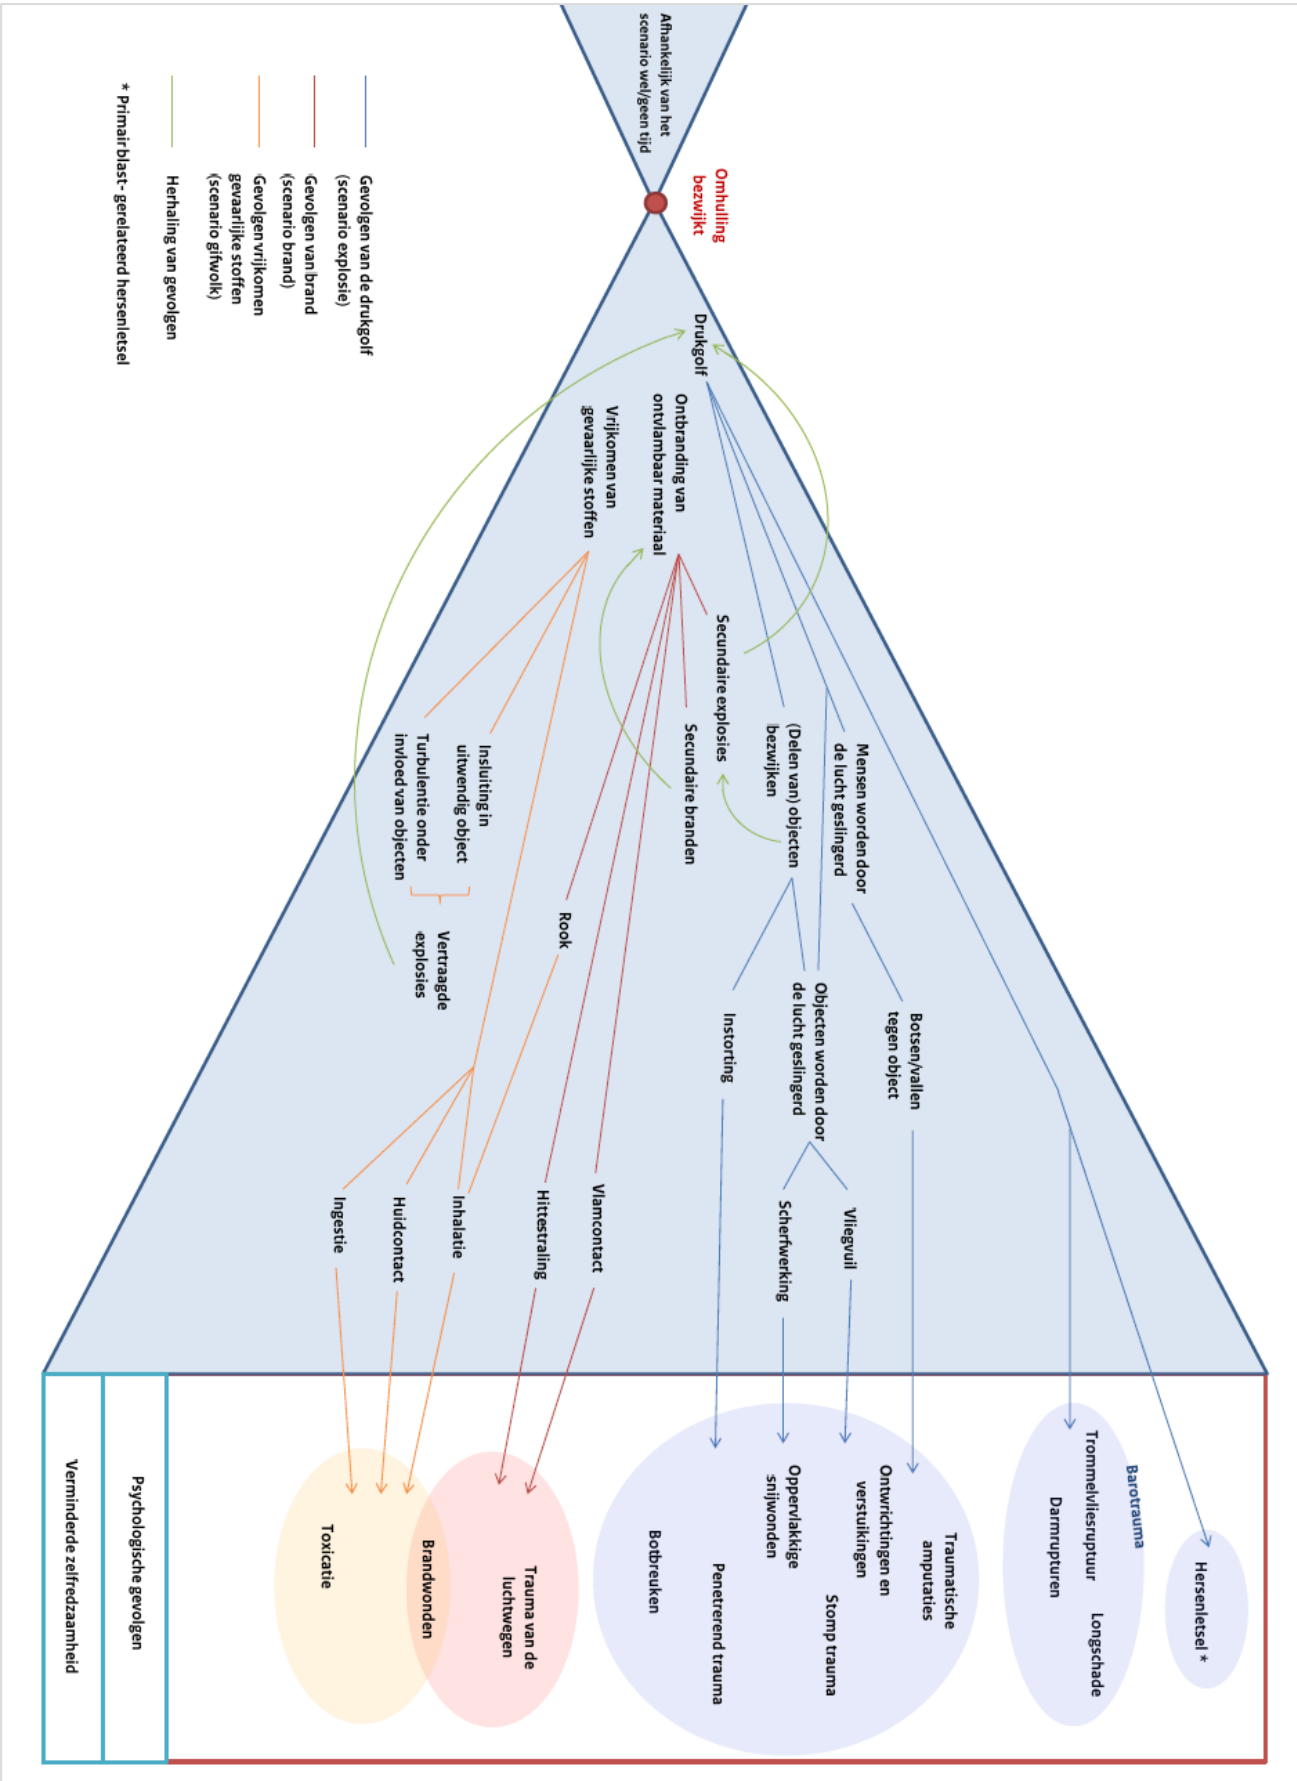 Afhankelijk van het
scenario wel/geen tijd
Omhulling
bezwijkt
Drukgolf
Ontbranding van
ontvlambaar materiaal
Vrijkomen van
gevaarlijke stoffen
Mensen worden door
de lucht geslingerd
(Delen van) objecten
bezwijken
Secundaire explosies
Secundaire branden
Insluiting in
uitwendig object
Turbulentie onder
invloed van objecten
Vertraagde
explosies
Rook
Botsen/vallen
tegen object
Objecten worden door
de lucht geslingerd
Instorting
Vliegvuil
Scherfwerking
Vlamcontact
Hittestraling
Inhalatie
Huidcontact
Ingestie
Hersenletsel *
Barotrauma
Trommelvliesruptuur
Longschade
Darmrupturen
Traumatische
amputaties
Ontwrichtingen en
verstuikingen
Stomp trauma
Oppervlakkige
snijwonden
Penetrerend trauma
Botbreuken
Trauma van de
luchtwegen
Brandwonden
Toxicatie
Psychologische gevolgen
Verminderde zelfredzaamheid
Gevolgen van de drukgolf
(scenario explosie)
Gevolgen van brand
(scenario brand)
Gevolgen vrijkomen
gevaarlijke stoffen
(scenario gifwolk)
Herhaling van gevolgen
* Primair blast- gerelateerd hersenletsel